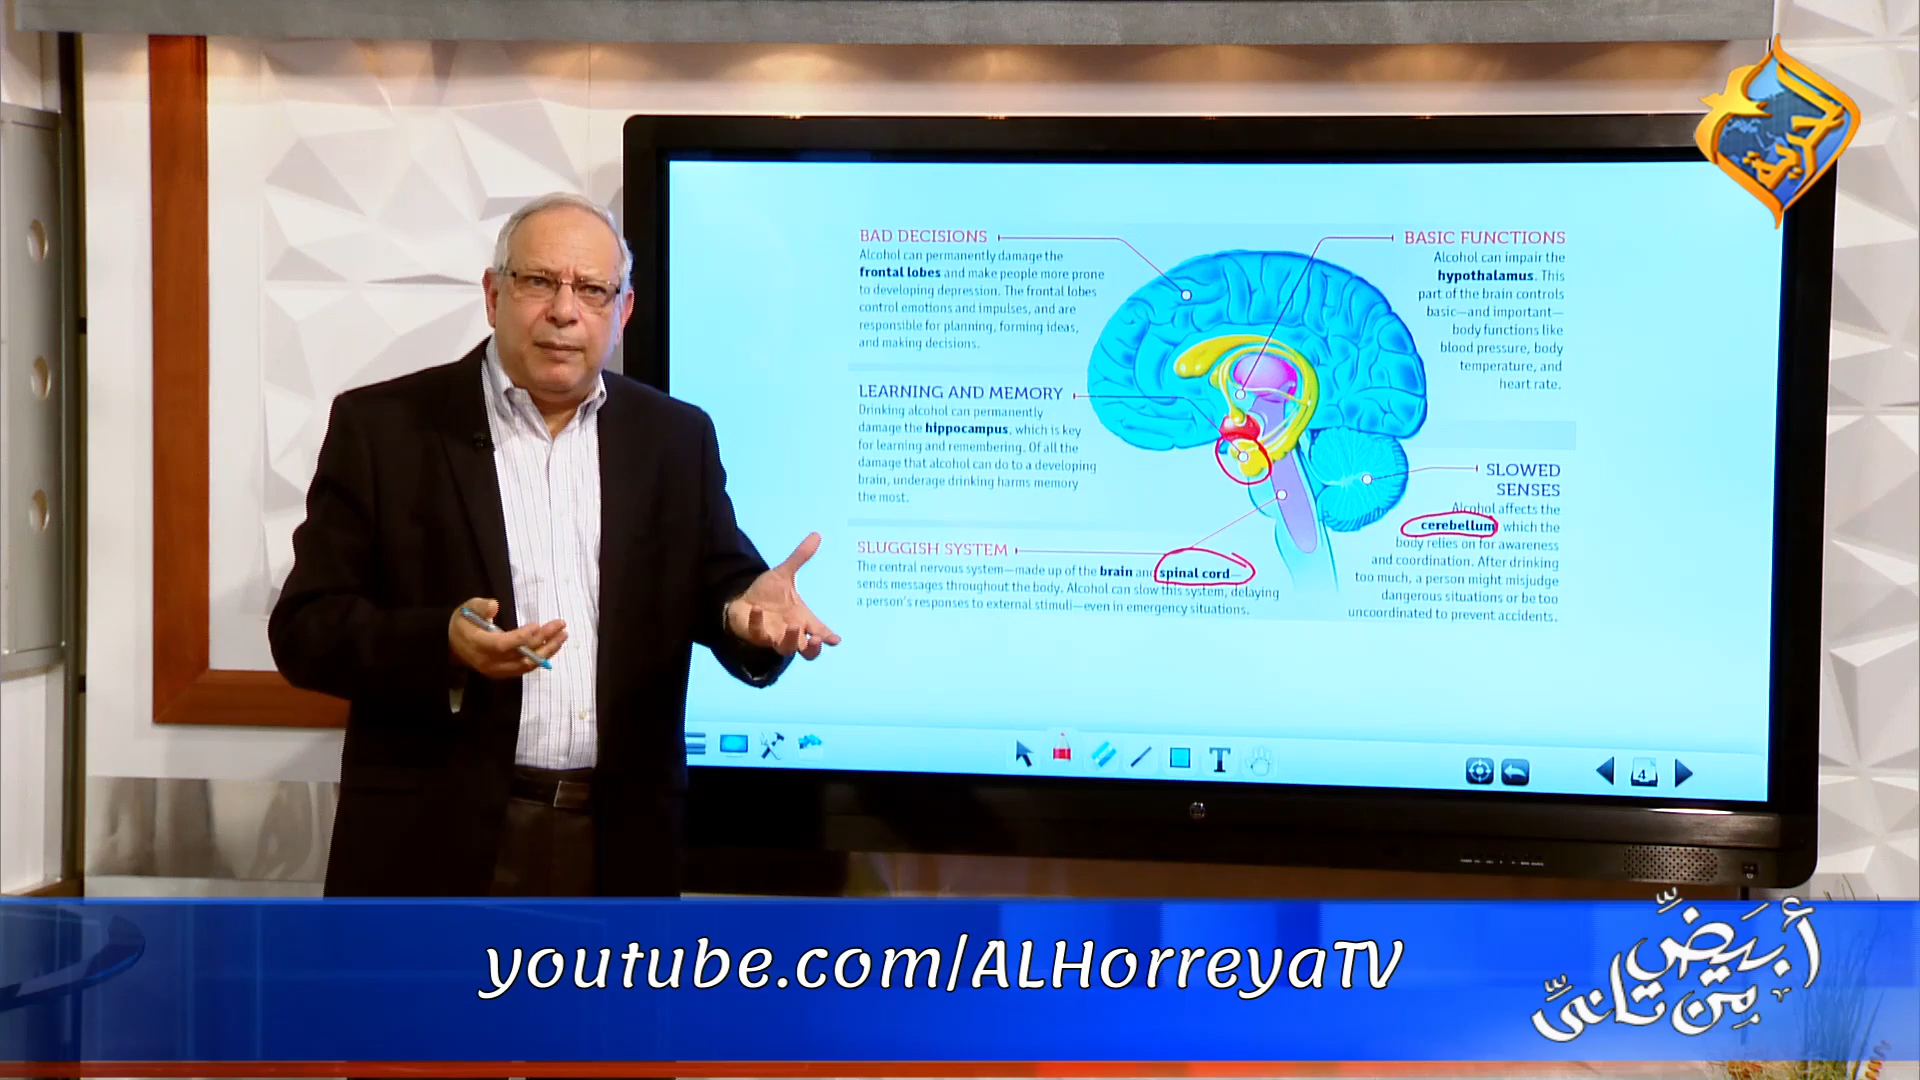 الحرية
BAD DECISIONS
Alcohol can permanently damage the
frontal lobes and make people more prone
to developing depression. The frontal lobes
control emotions and impulses, and are
responsible for planning, forming ideas,
and making decisions.
LEARNING AND MEMORY
Drinking alcohol can permanently
damage the hippocampus, which is key
for learning and remembering. Of all the
damage that alcohol can do to a developing
brain, underage drinking harms memory
the most.
SLUGGISH SYSTEM
The central nervous system—made up of the brain and spinal cord—
sends messages throughout the body. Alcohol can slow this system, delaying
a person's responses to external stimuli—even in emergency situations.
BASIC FUNCTIONS
Alcohol can impair the
hypothalamus. This
part of the brain controls
basic—and important—
body functions like
blood pressure, body
temperature, and
heart rate.
SLOWED
SENSES
Alcohol affects the
cerebellum, which the
body relies on for awareness
and coordination. After drinking
too much, a person might misjudge
dangerous situations or be too
uncoordinated to prevent accidents.
T
4
hp
youtube.com/ALHorreyaTV
أبيَضّ
مِن تانىّ